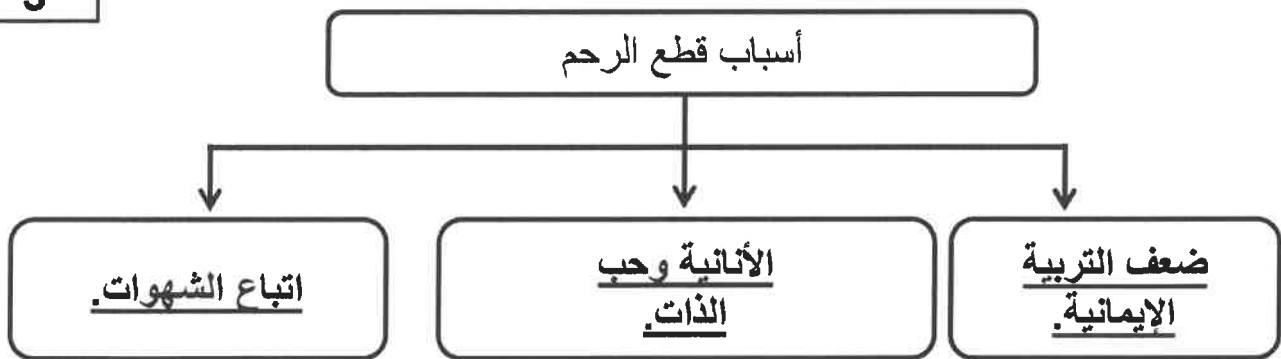 أسباب قطع الرحم
ضعف التربية
الإيمانية.
الأنانية وحب
الذات.
اتباع الشهوات.